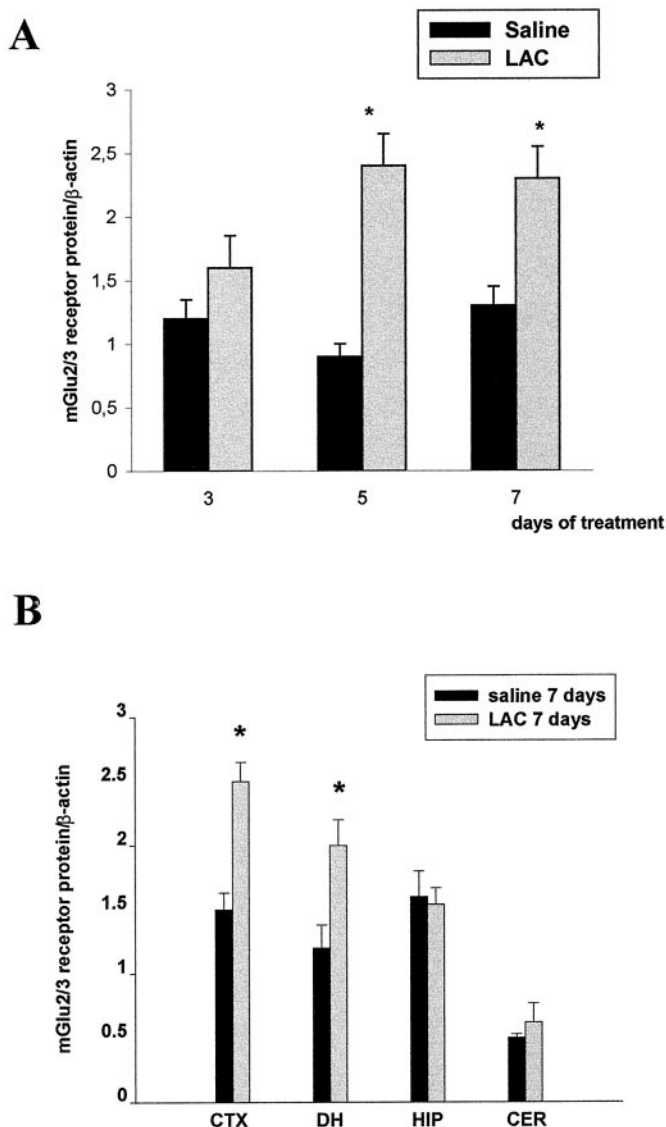 A
Saline
LAC
mGlu2/3 receptor protein/β-actin
3
2,5
2
1,5
1
0,5
0
*
*
3 5 7
days of treatment
B
saline 7 days
LAC 7 days
mGlu2/3 receptor protein/β-actin
3
2.5
2
1.5
1
0.5
0
*
*
CTX DH HIP CER